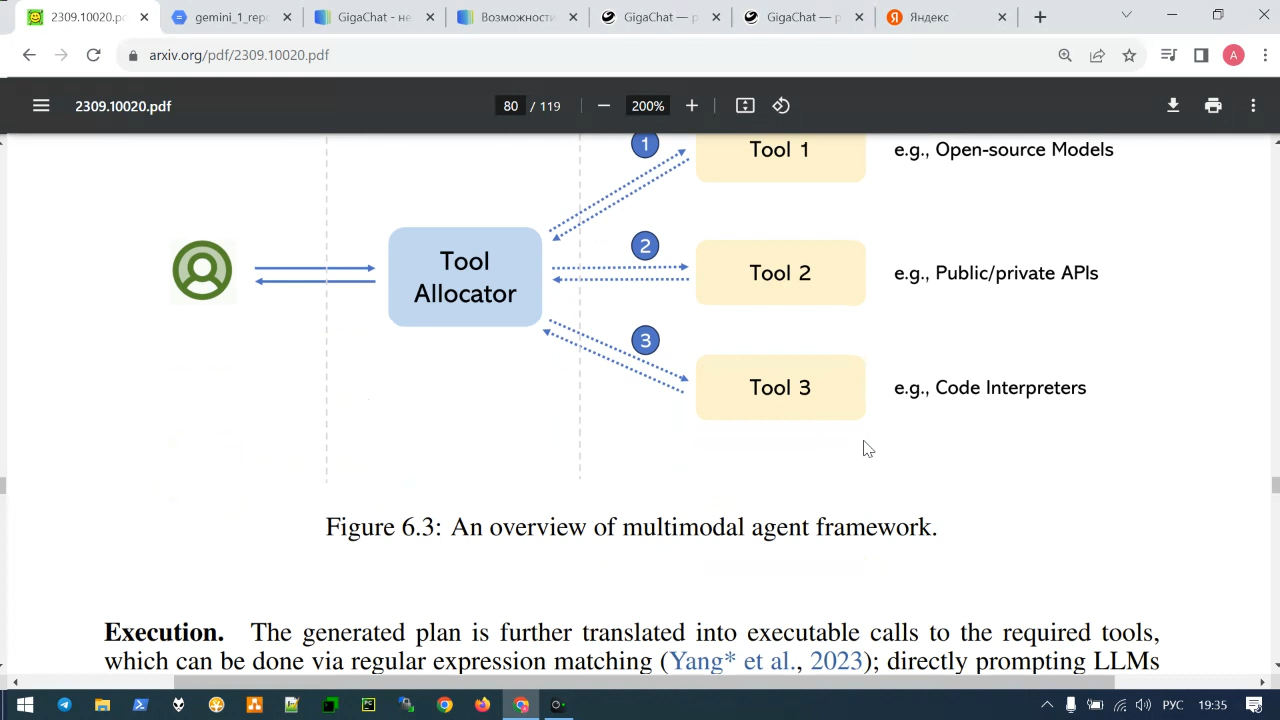 2309.10020.pdf
gemini_1_repo
GigaChat - не
Возможности
GigaChat — р
GigaChat — р
Яндекс
arxiv.org/pdf/2309.10020.pdf
A
2309.10020.pdf
80 / 119
200%
1
Tool 1
e.g., Open-source Models
Tool
Allocator
2
Tool 2
e.g., Public/private APIs
3
Tool 3
e.g., Code Interpreters
Figure 6.3: An overview of multimodal agent framework.
Execution. The generated plan is further translated into executable calls to the required tools,
which can be done via regular expression matching (Yang* et al., 2023); directly prompting LLMs
РУС
19:35